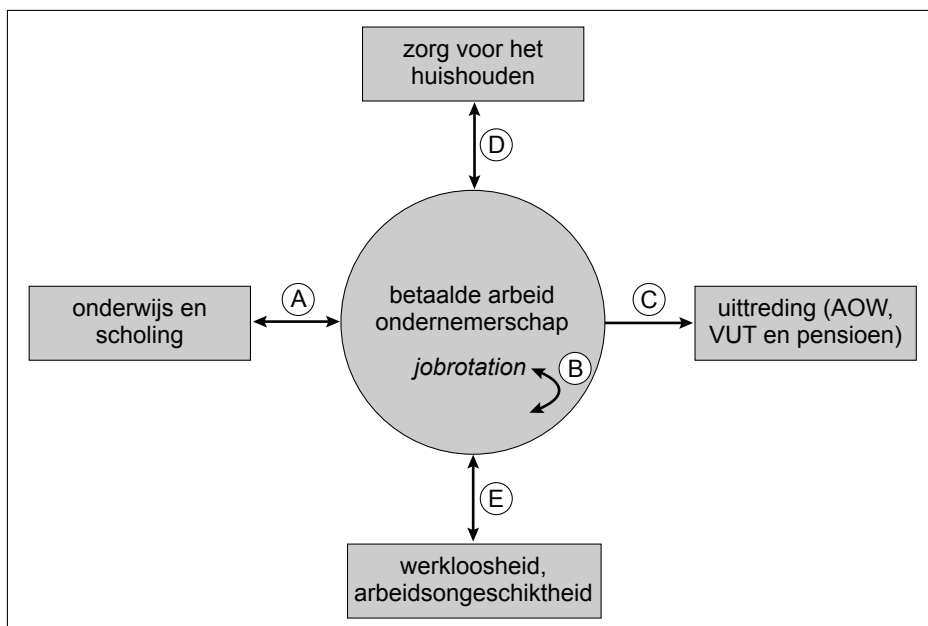 zorg voor het
huishouden
D
onderwijs en
scholing
A
betaalde arbeid
ondernemerschap
jobrotation
B
C
uittreding (AOW,
VUT en pensioen)
E
werkloosheid,
arbeidsongeschiktheid